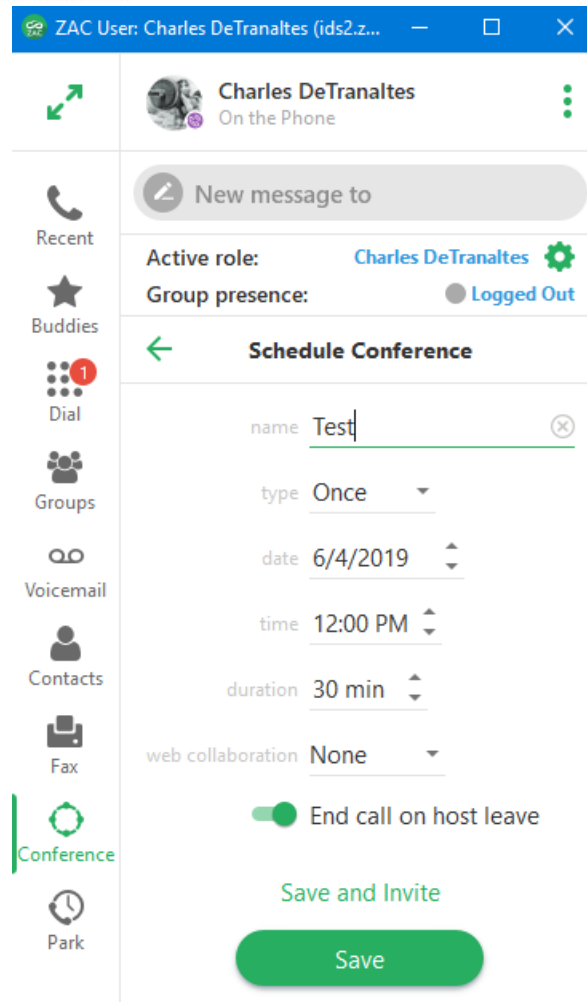 ZAC User: Charles DeTranaltes (ids2.z...
ZAC
Charles DeTranaltes
On the Phone
New message to
Recent
Active role: Charles DeTranaltes
Group presence: Logged Out
Buddies
Schedule Conference
1
Dial
name Test
Groups
type Once
date 6/4/2019
Voicemail
time 12:00 PM
Contacts
duration 30 min
Fax
web collaboration None
End call on host leave
Conference
Save and Invite
Park
Save